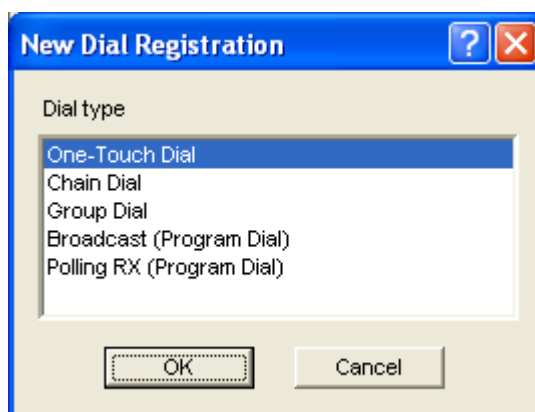 New Dial Registration
Dial type
One-Touch Dial
Chain Dial
Group Dial
Broadcast (Program Dial)
Polling RX (Program Dial)
OK Cancel